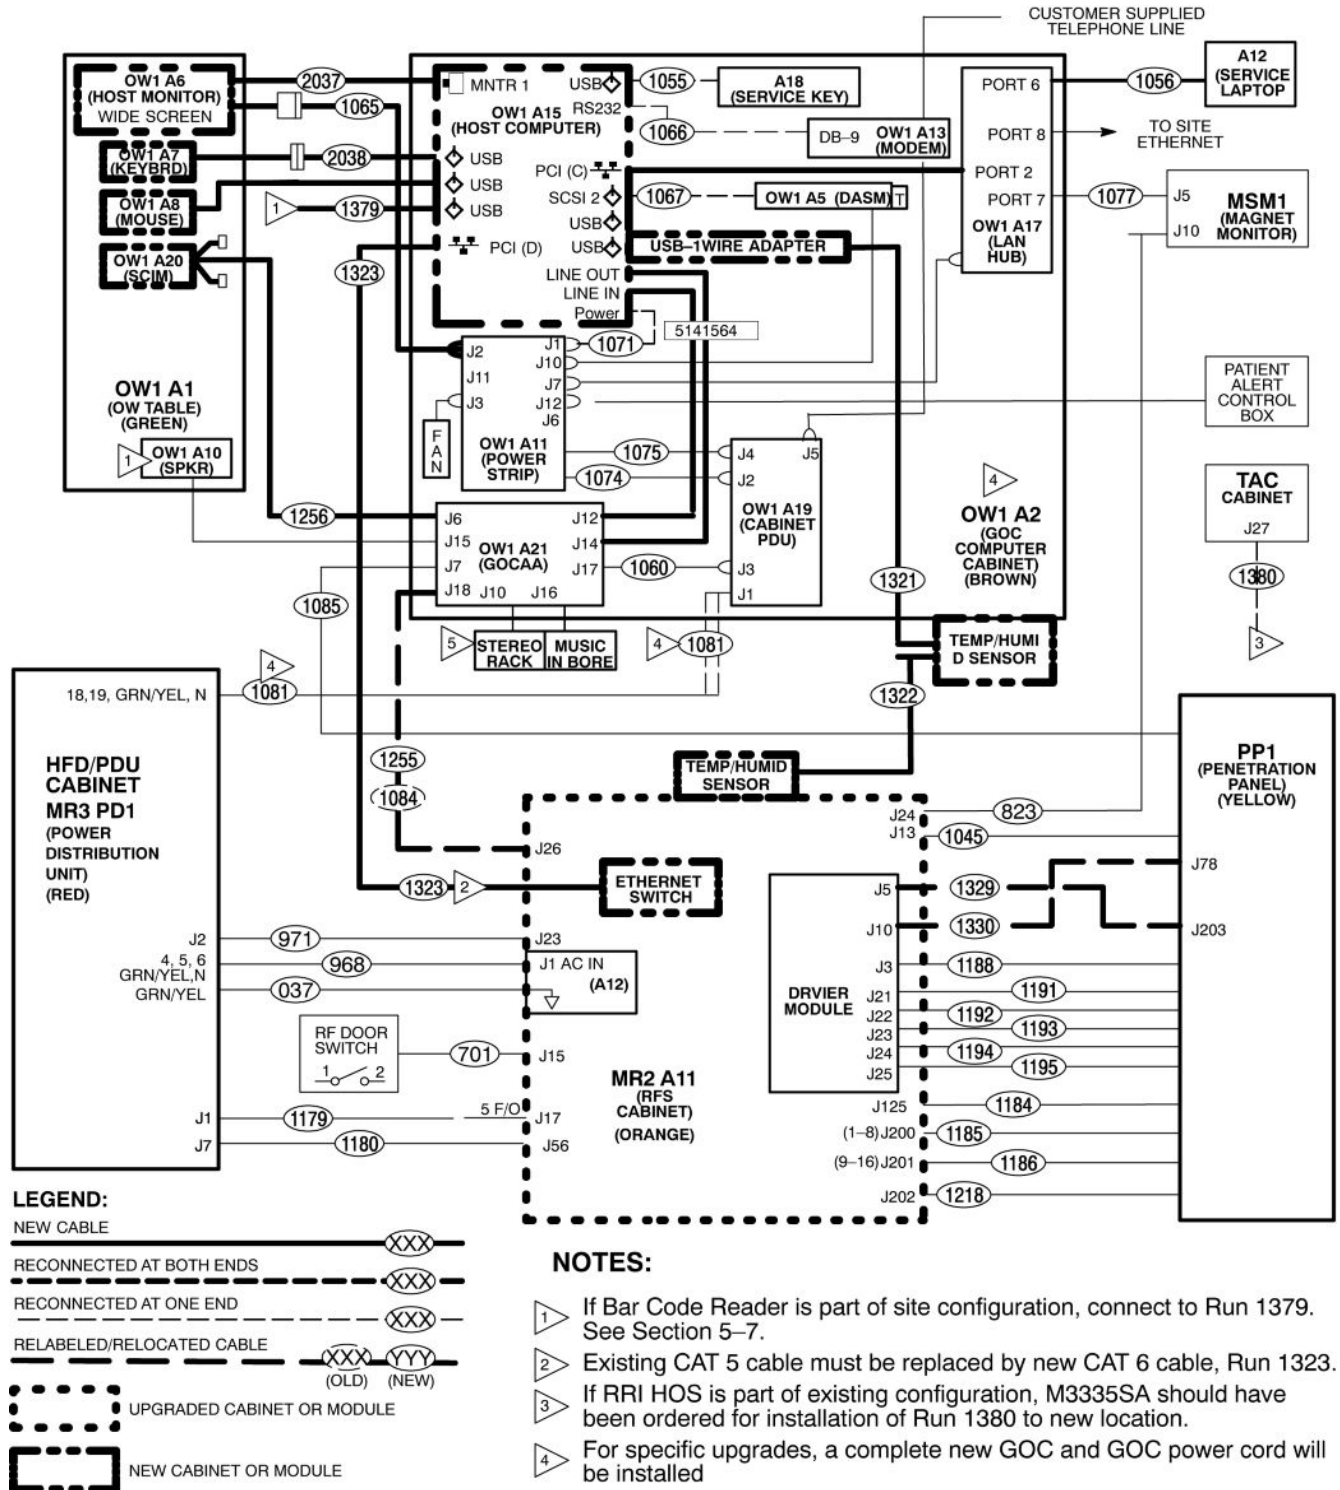 CUSTOMER SUPPLIED
TELEPHONE LINE
OW1 A6
(HOST MONITOR)
WIDE SCREEN
2037
1065
MNTR 1
OW1 A15
(HOST COMPUTER)
USB
RS232
1055
A18
(SERVICE KEY)
1066
DB–9
OW1 A13
(MODEM)
PORT 6
1056
A12
(SERVICE
LAPTOP
PORT 8
TO SITE
ETHERNET
OW1 A7
(KEYBRD)
2038
USB
PCI (C)
PORT 2
OW1 A8
(MOUSE)
USB
SCSI 2
1067
OW1 A5 (DASM)
T
PORT 7
1077
J5
MSM1
(MAGNET
MONITOR)
J10
1
1379
USB
USB
OW1 A17
(LAN
HUB)
OW1 A20
(SCIM)
1323
PCI (D)
USB
USB–1WIRE ADAPTER
LINE OUT
LINE IN
Power
5141564
1071
J2
J11
J3
J1
J10
J7
J12
J6
OW1 A11
(POWER
STRIP)
FAN
PATIENT
ALERT
CONTROL
BOX
OW1 A1
(OW TABLE)
(GREEN)
1
OW1 A10
(SPKR)
1075
1074
J4
J5
J2
OW1 A19
(CABINET
PDU)
J3
J1
4
OW1 A2
(GOC
COMPUTER
CABINET)
(BROWN)
TAC
CABINET
J27
1380
3
1256
J6
J15
J7
J18
J10
J16
J12
J14
J17
OW1 A21
(GOCAA)
1060
1321
1085
5
STEREO
RACK
MUSIC
IN BORE
4
1081
TEMP/HUMI
D SENSOR
1322
4
18,19, GRN/YEL, N
1081
HFD/PDU
CABINET
MR3 PD1
(POWER
DISTRIBUTION
UNIT)
(RED)
1255
1084
TEMP/HUMID
SENSOR
PP1
(PENETRATION
PANEL)
(YELLOW)
J24
823
J13
1045
J26
J78
1323
2
ETHERNET
SWITCH
J5
1329
J10
1330
J203
J2
971
J23
4, 5, 6
GRN/YEL,N
968
J1 AC IN
(A12)
GRN/YEL
037
J3
1188
DRVIER
MODULE
J21
1191
J22
1192
J23
1193
J24
1194
J25
1195
RF DOOR
SWITCH
1 2
701
J15
MR2 A11
(RFS
CABINET)
(ORANGE)
J125
1184
J1
1179
5 F/O
J17
(1–8)J200
1185
J7
1180
J56
(9–16)J201
1186
J202
1218
LEGEND:
NEW CABLE
XXX
RECONNECTED AT BOTH ENDS
XXX
RECONNECTED AT ONE END
XXX
RELABELED/RELOCATED CABLE
XXX YYY
(OLD) (NEW)
UPGRADED CABINET OR MODULE
NEW CABINET OR MODULE
NOTES:
1 If Bar Code Reader is part of site configuration, connect to Run 1379.
See Section 5–7.
2 Existing CAT 5 cable must be replaced by new CAT 6 cable, Run 1323.
3 If RRI HOS is part of existing configuration, M3335SA should have
been ordered for installation of Run 1380 to new location.
4 For specific upgrades, a complete new GOC and GOC power cord will
be installed